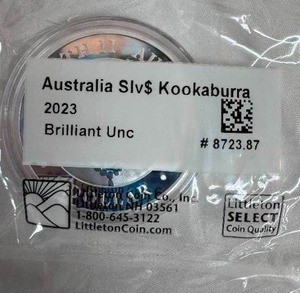 Australia Slv$ Kookaburra
2023
Brilliant Unc
# 8723.87
Coin Co., Inc.
NH 03561
1-800-645-3122
LittletonCoin.com
Littleton
SELECT
Coin Quality